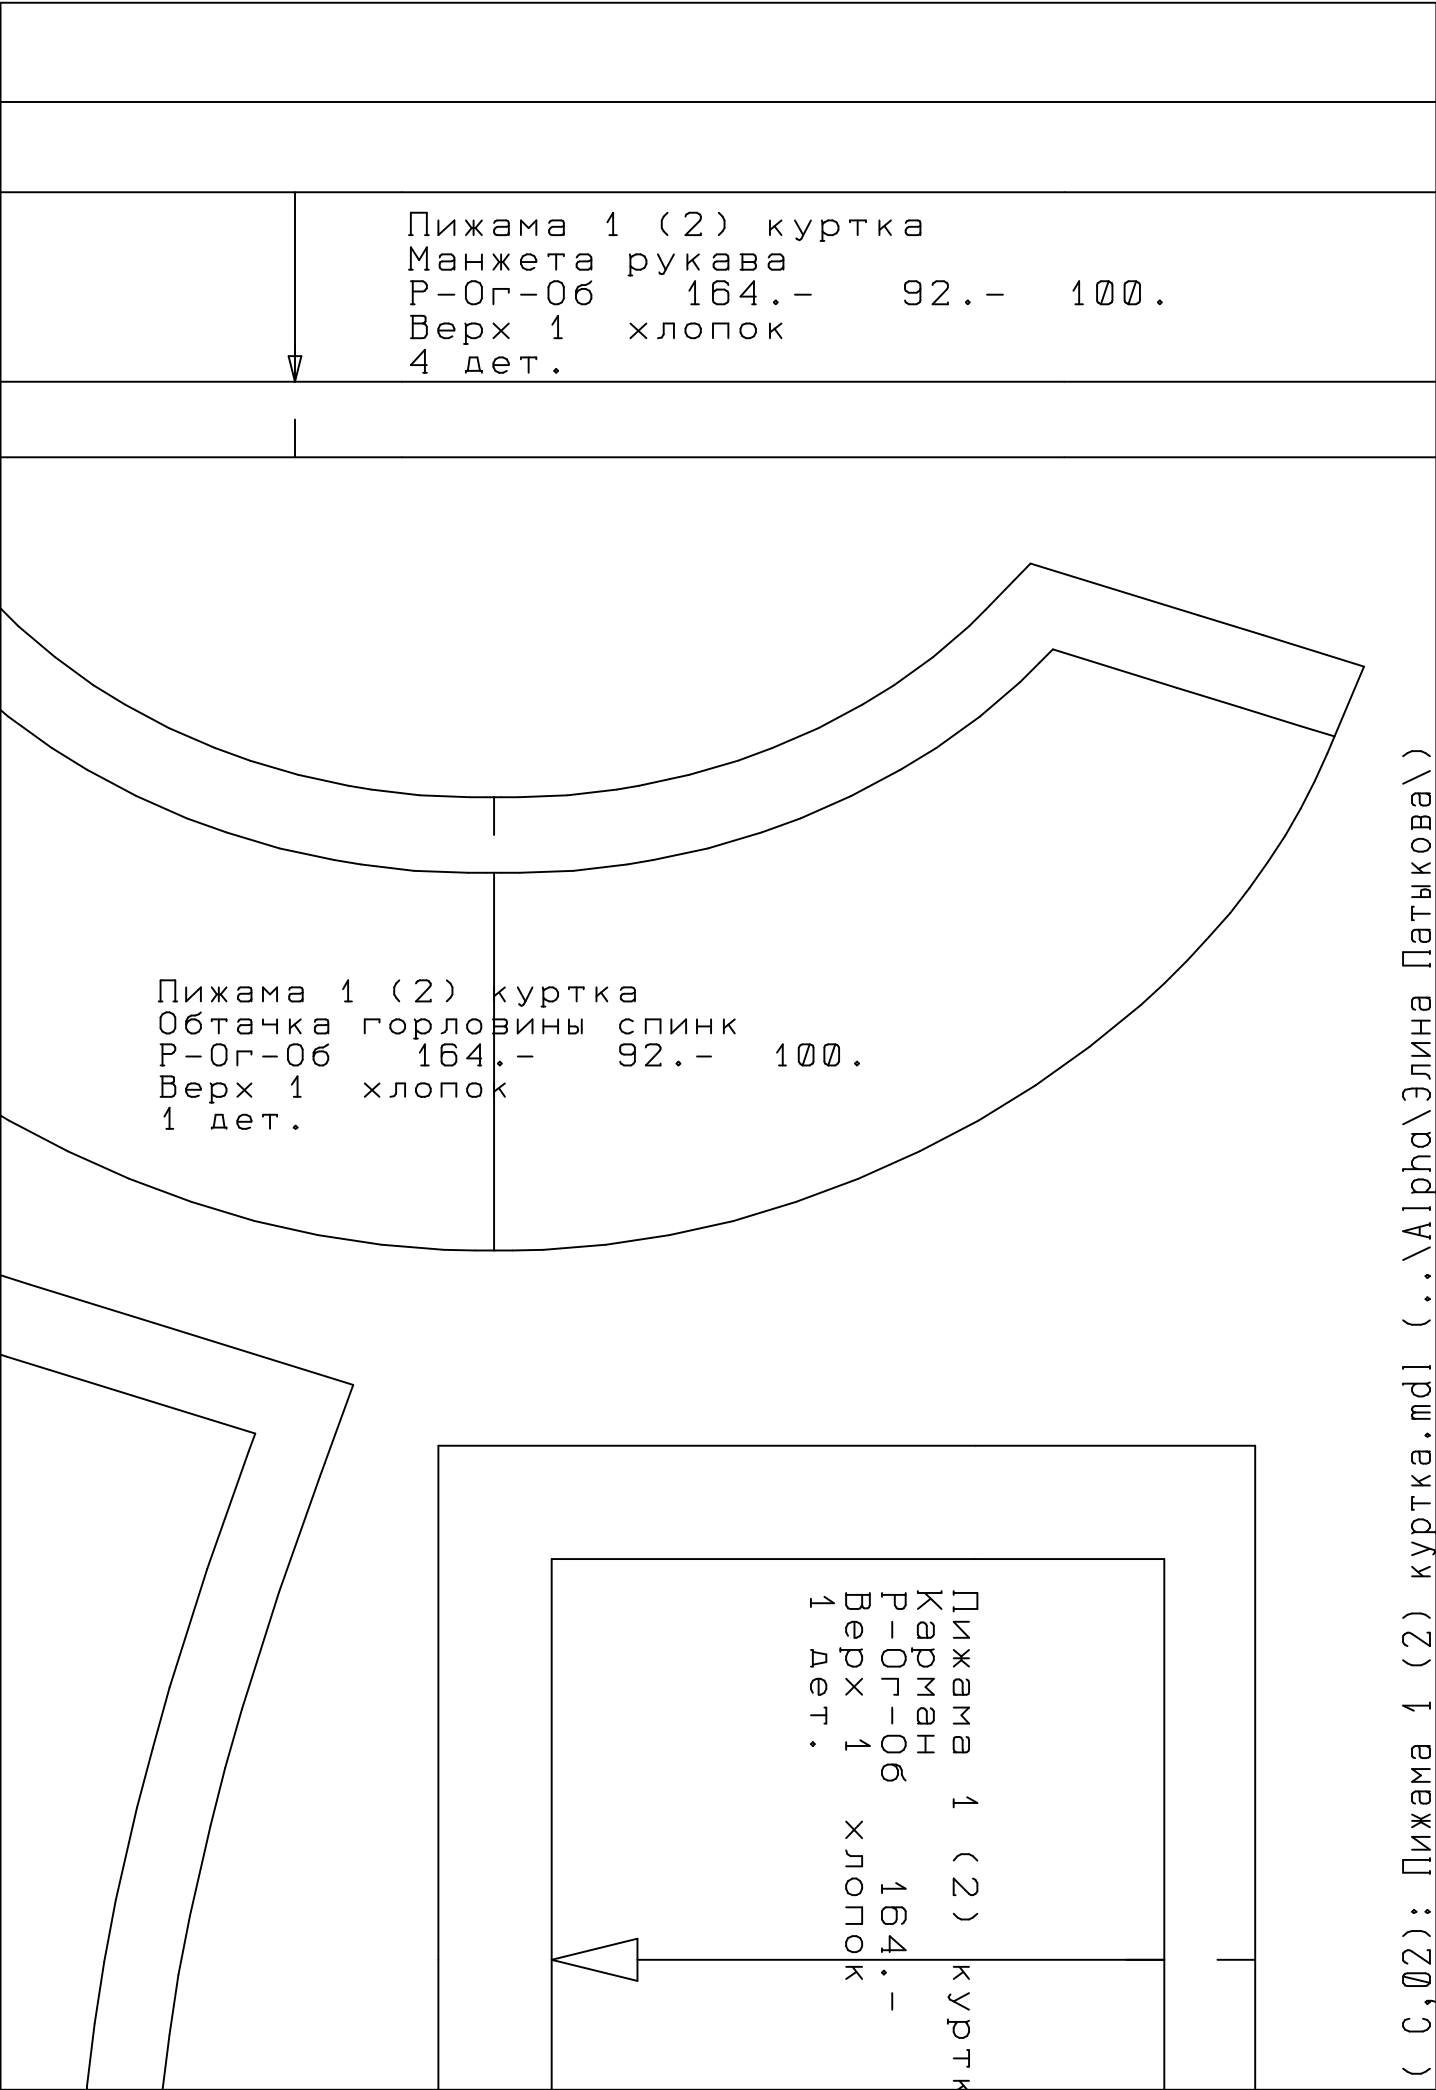 Пижама 1 (2) куртка
Манжета рукава
Р-Ог-Об 164.- 92.- 100.
Верх 1 хлопок
4 дет.
Пижама 1 (2) куртка
Обтачка горловины спинк
Р-Ог-Об 164.- 92.- 100.
Верх 1 хлопок
1 дет.
Пижама 1 (2) куртк
Карман
Р-Ог-Об 164.-
Верх 1 хлопок
1 дет.
( C,02): Пижама 1 (2) куртка.mdl (..\Alpha\Элина Патыкова\)